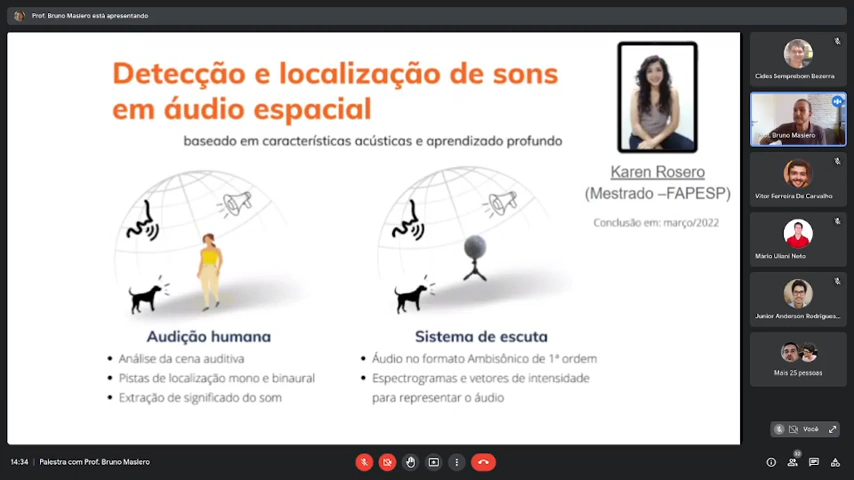 Prof. Bruno Masiero está apresentando
Detecção e localização de sons
em áudio espacial
baseado em características acústicas e aprendizado profundo
Karen Rosero
(Mestrado –FAPESP)
Conclusão em: março/2022
Audição humana
• Análise da cena auditiva
• Pistas de localização mono e binaural
• Extração de significado do som
Sistema de escuta
• Áudio no formato Ambisônico de 1ª ordem
• Espectrogramas e vetores de intensidade
para representar o áudio
Cides Semprebom Bezerra
Prof. Bruno Masiero
Vitor Ferreira De Carvalho
Mario Uliani Neto
Junior Anderson Rodrigues...
Mais 25 pessoas
Você
14:34 | Palestra com Prof. Bruno Masiero